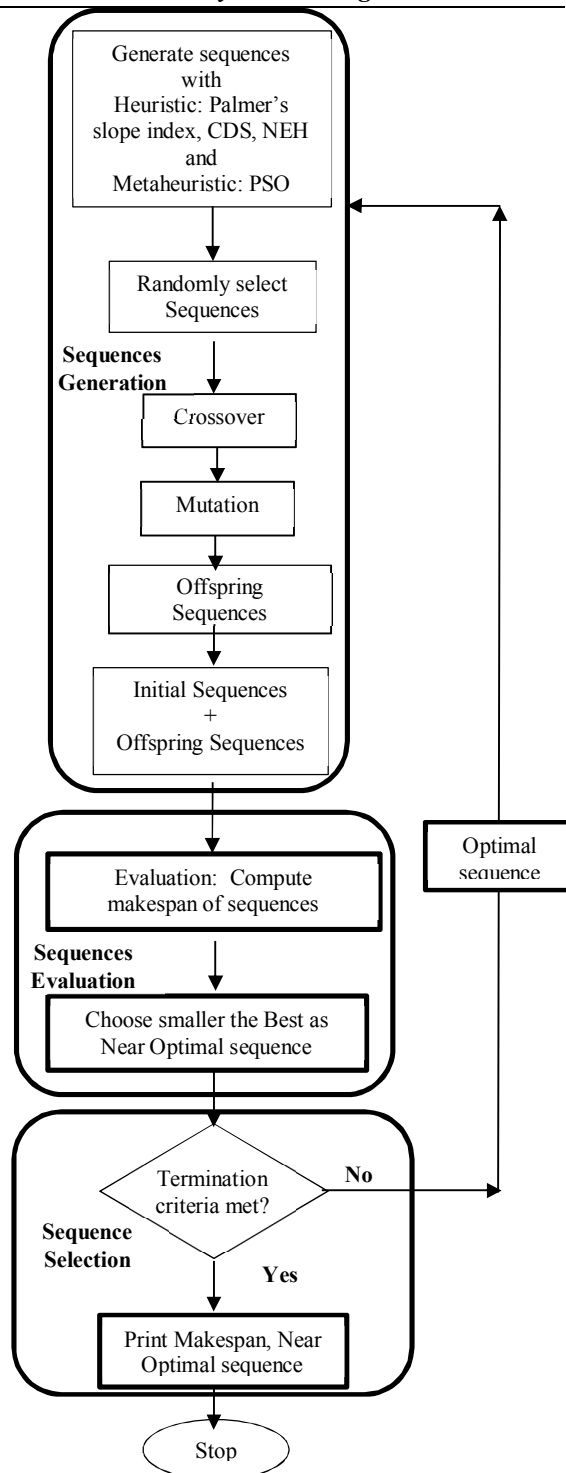 Generate sequences
with
Heuristic: Palmer's
slope index, CDS, NEH
and
Metaheuristic: PSO
Randomly select
Sequences
Sequences
Generation
Crossover
Mutation
Offspring
Sequences
Initial Sequences
+
Offspring Sequences
Optimal
sequence
Evaluation: Compute
makespan of sequences
Sequences
Evaluation
Choose smaller the Best as
Near Optimal sequence
No
Termination
criteria met?
Sequence
Selection
Yes
Print Makespan, Near
Optimal sequence
Stop